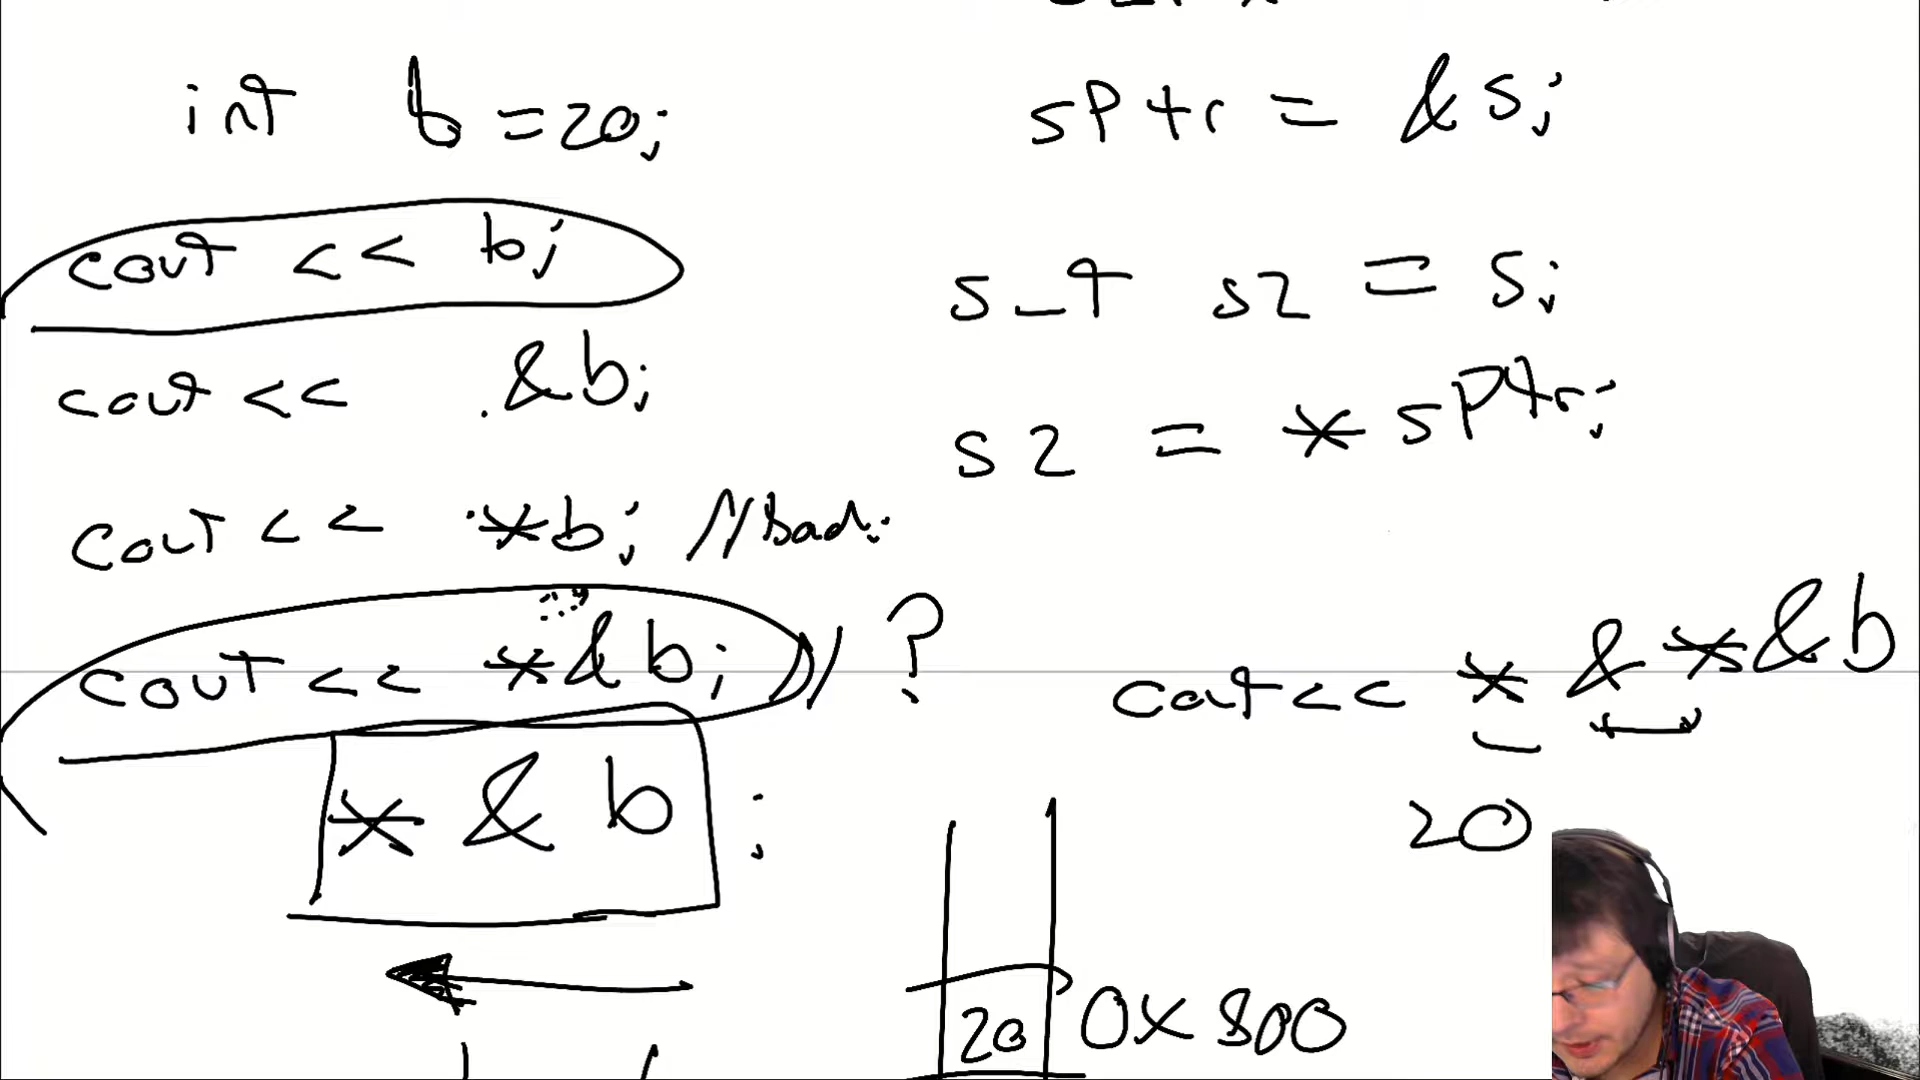 int b = 20;
cout << b;
cout << &b;
cout << *b; // bad:
cout << *&b; // ?
* & b ;
sPtr = &s;
s_t s2 = s;
s2 = *sPtr;
cout << *&*&b
20
20 0x800